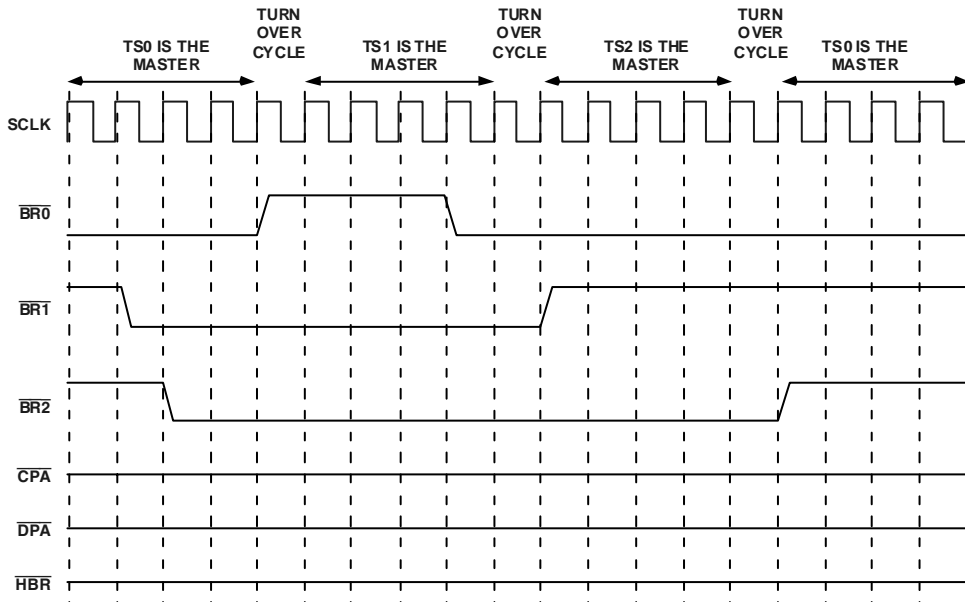 TURN
OVER
CYCLE
TURN
OVER
CYCLE
TURN
OVER
CYCLE
TS0 IS THE
MASTER
TS1 IS THE
MASTER
TS2 IS THE
MASTER
TS0 IS THE
MASTER
SCLK
BR0
BR1
BR2
CPA
DPA
HBR